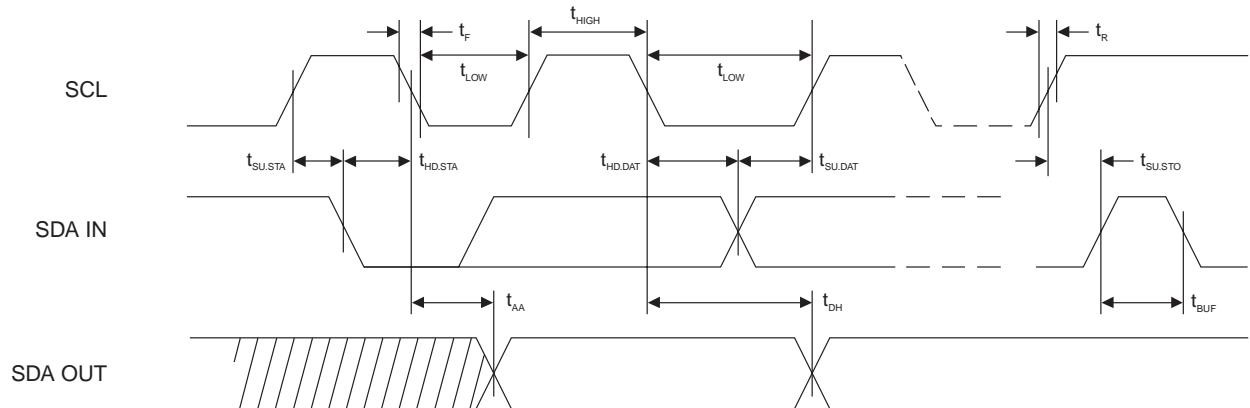 tHIGH
tF
tR
tLOW
tLOW
SCL
tSU.STA
tHD.STA
tHD.DAT
tSU.DAT
tSU.STO
SDA IN
tAA
tDH
tBUF
SDA OUT